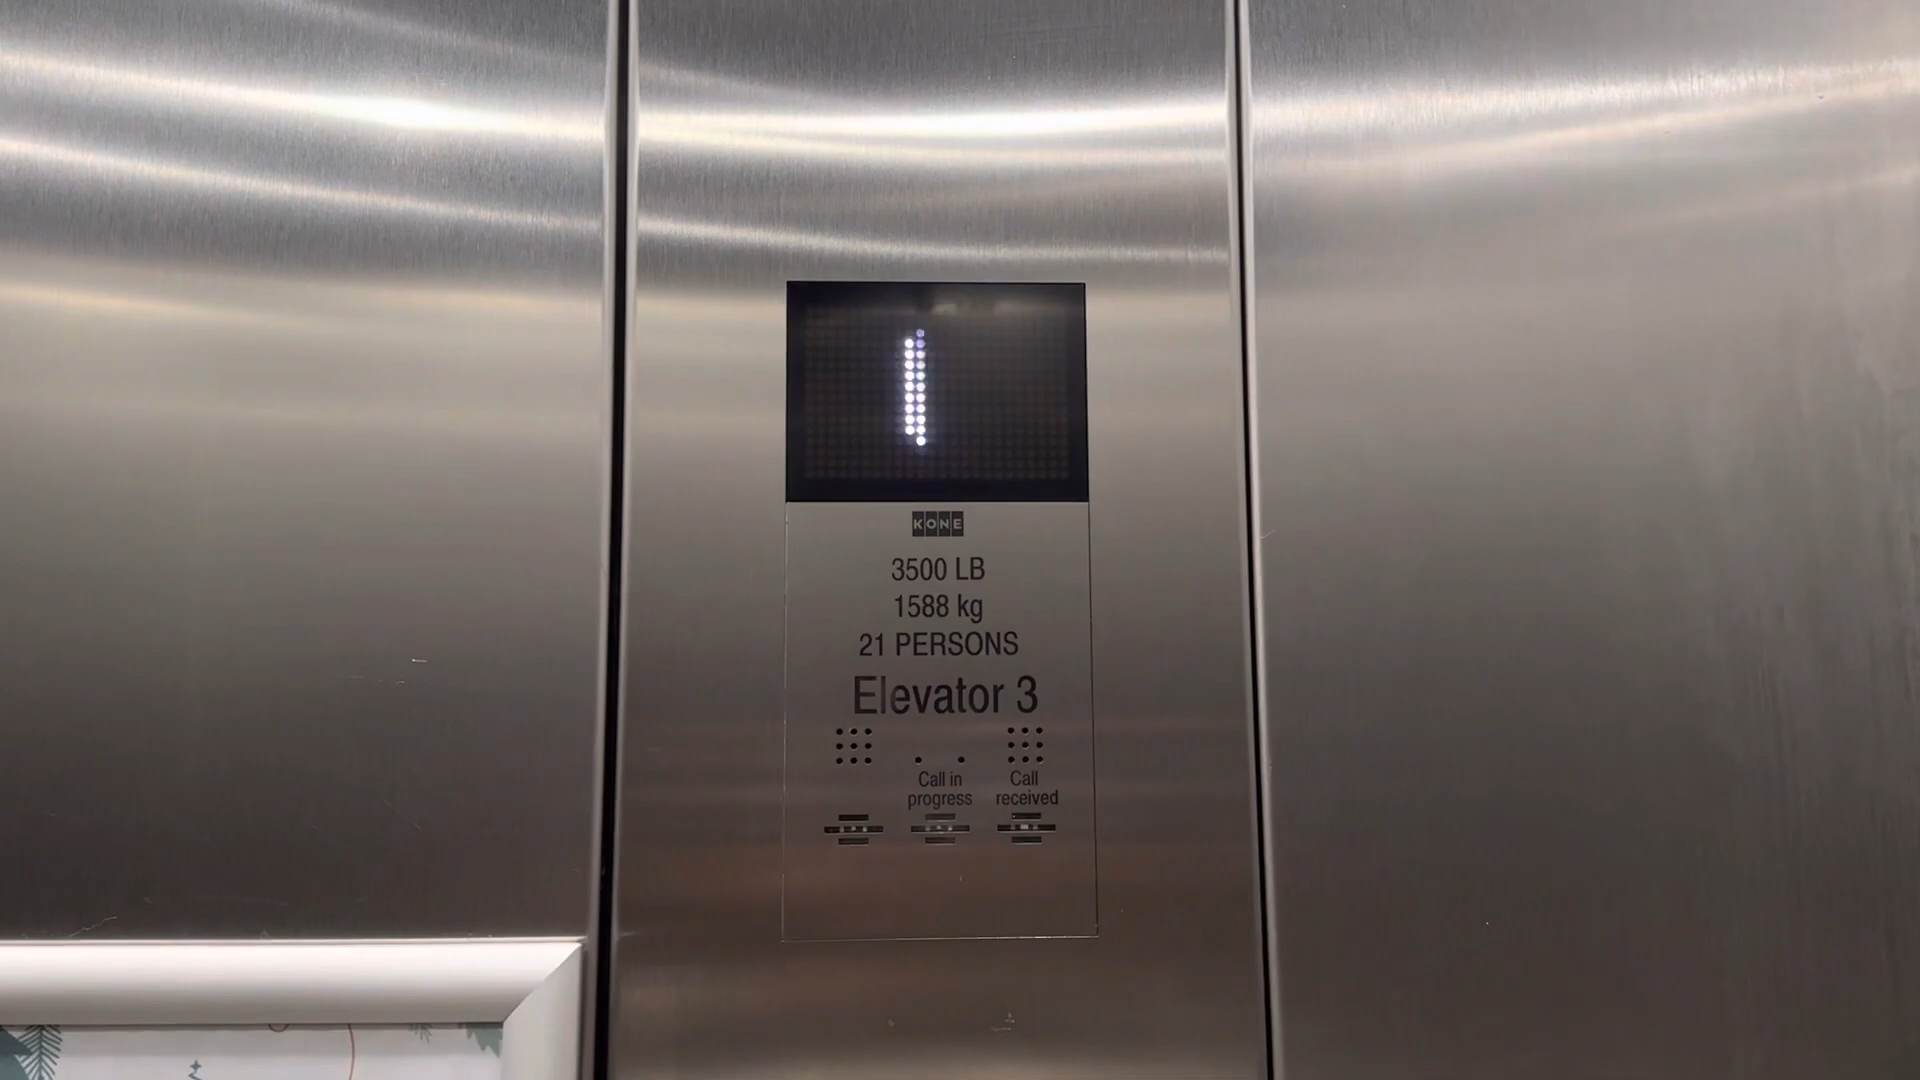 KONE
3500 LB
1588 kg
21 PERSONS
Elevator 3
Call in
progress
Call
received